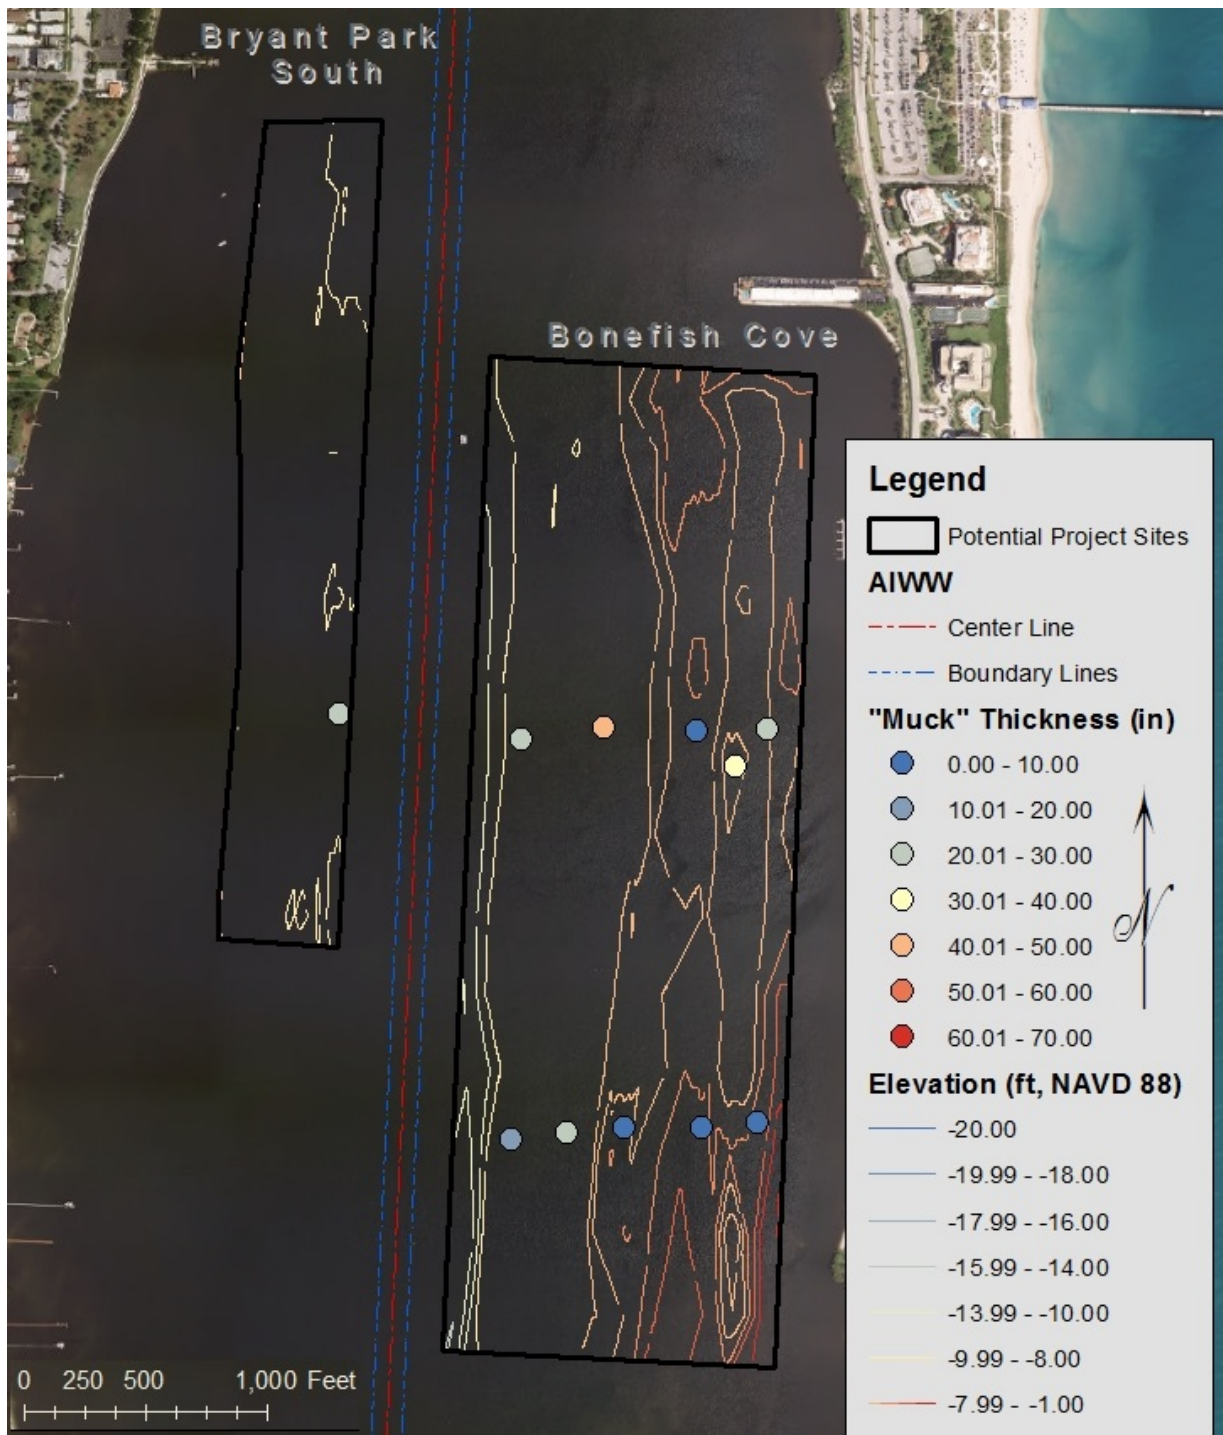 Bryant Park
South
Bonefish Cove
Legend
Potential Project Sites
AIWW
Center Line
Boundary Lines
"Muck" Thickness (in)
0.00 - 10.00
10.01 - 20.00
20.01 - 30.00
30.01 - 40.00
40.01 - 50.00
50.01 - 60.00
60.01 - 70.00
N
Elevation (ft, NAVD 88)
-20.00
-19.99 - -18.00
-17.99 - -16.00
-15.99 - -14.00
-13.99 - -10.00
-9.99 - -8.00
-7.99 - -1.00
0 250 500 1,000 Feet